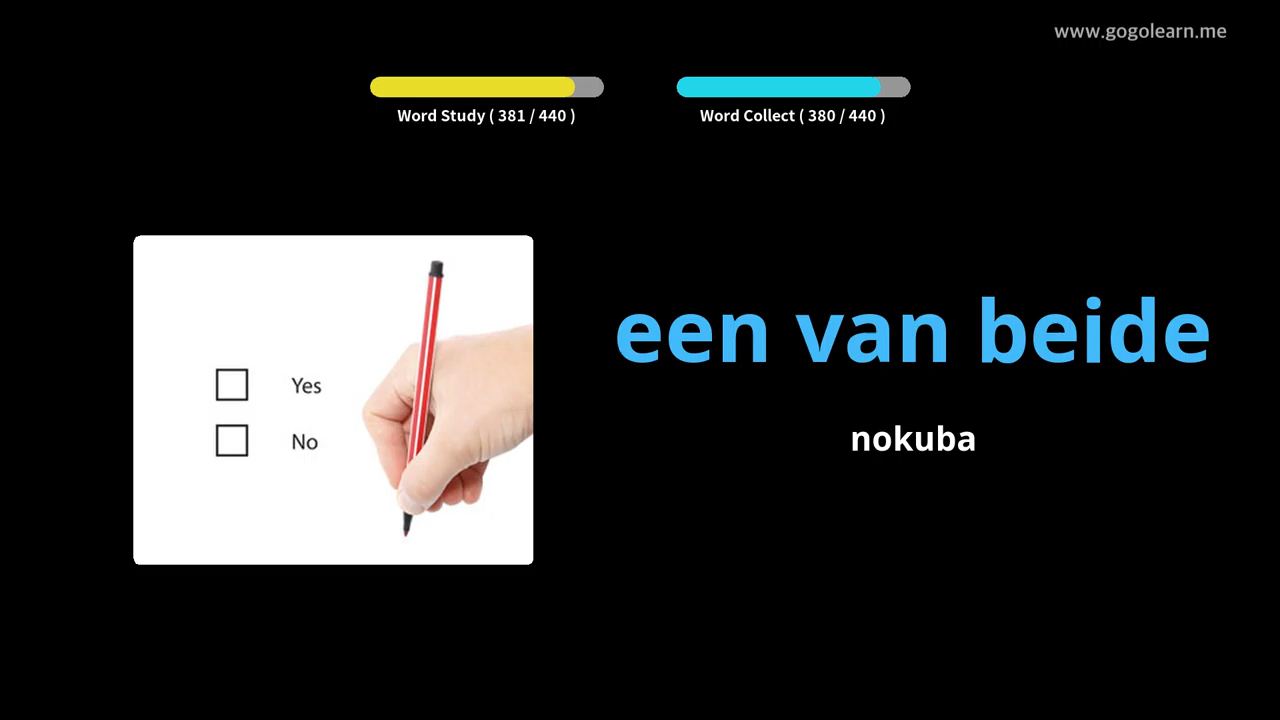 www.gogolearn.me
Word Study ( 381 / 440 )
Word Collect ( 380 / 440 )
Yes
No
een van beide
nokuba